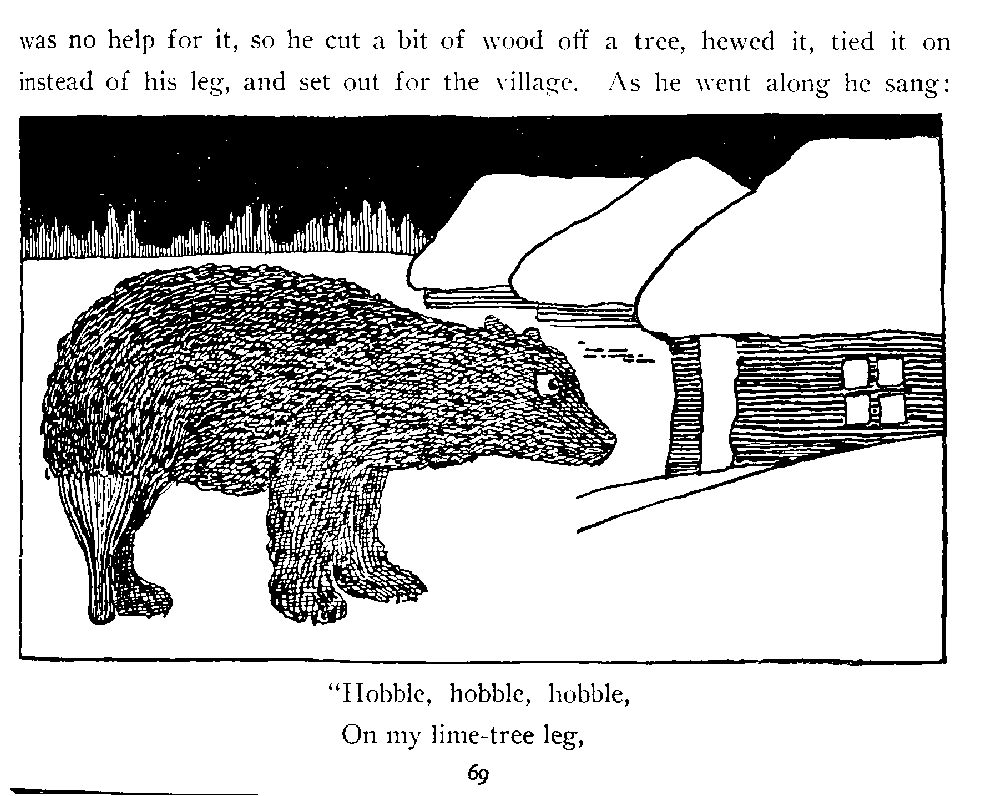 was no help for it, so he cut a bit of wood off a tree, hewed it, tied it on
instead of his leg, and set out for the village. As he went along he sang:
“Hobble, hobble, hobble,
On my lime-tree leg,
69